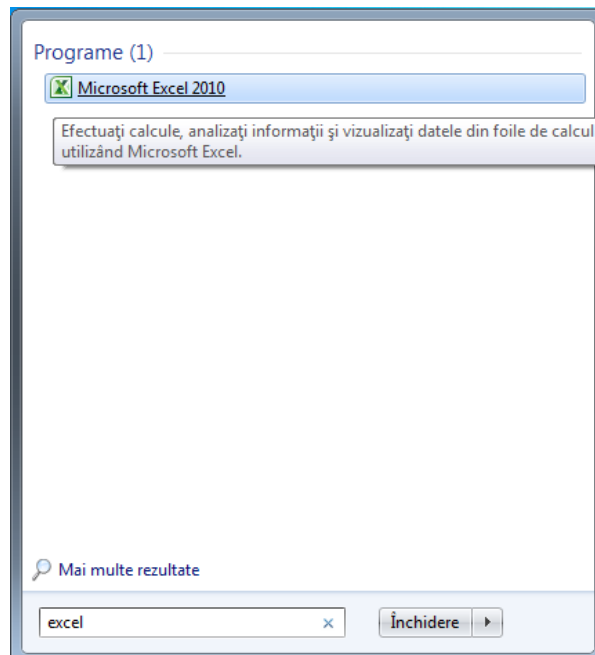 Programe (1)
Microsoft Excel 2010
Efectuaţi calcule, analizaţi informaţii şi vizualizaţi datele din foile de calcul
utilizând Microsoft Excel.
Mai multe rezultate
excel
Închidere